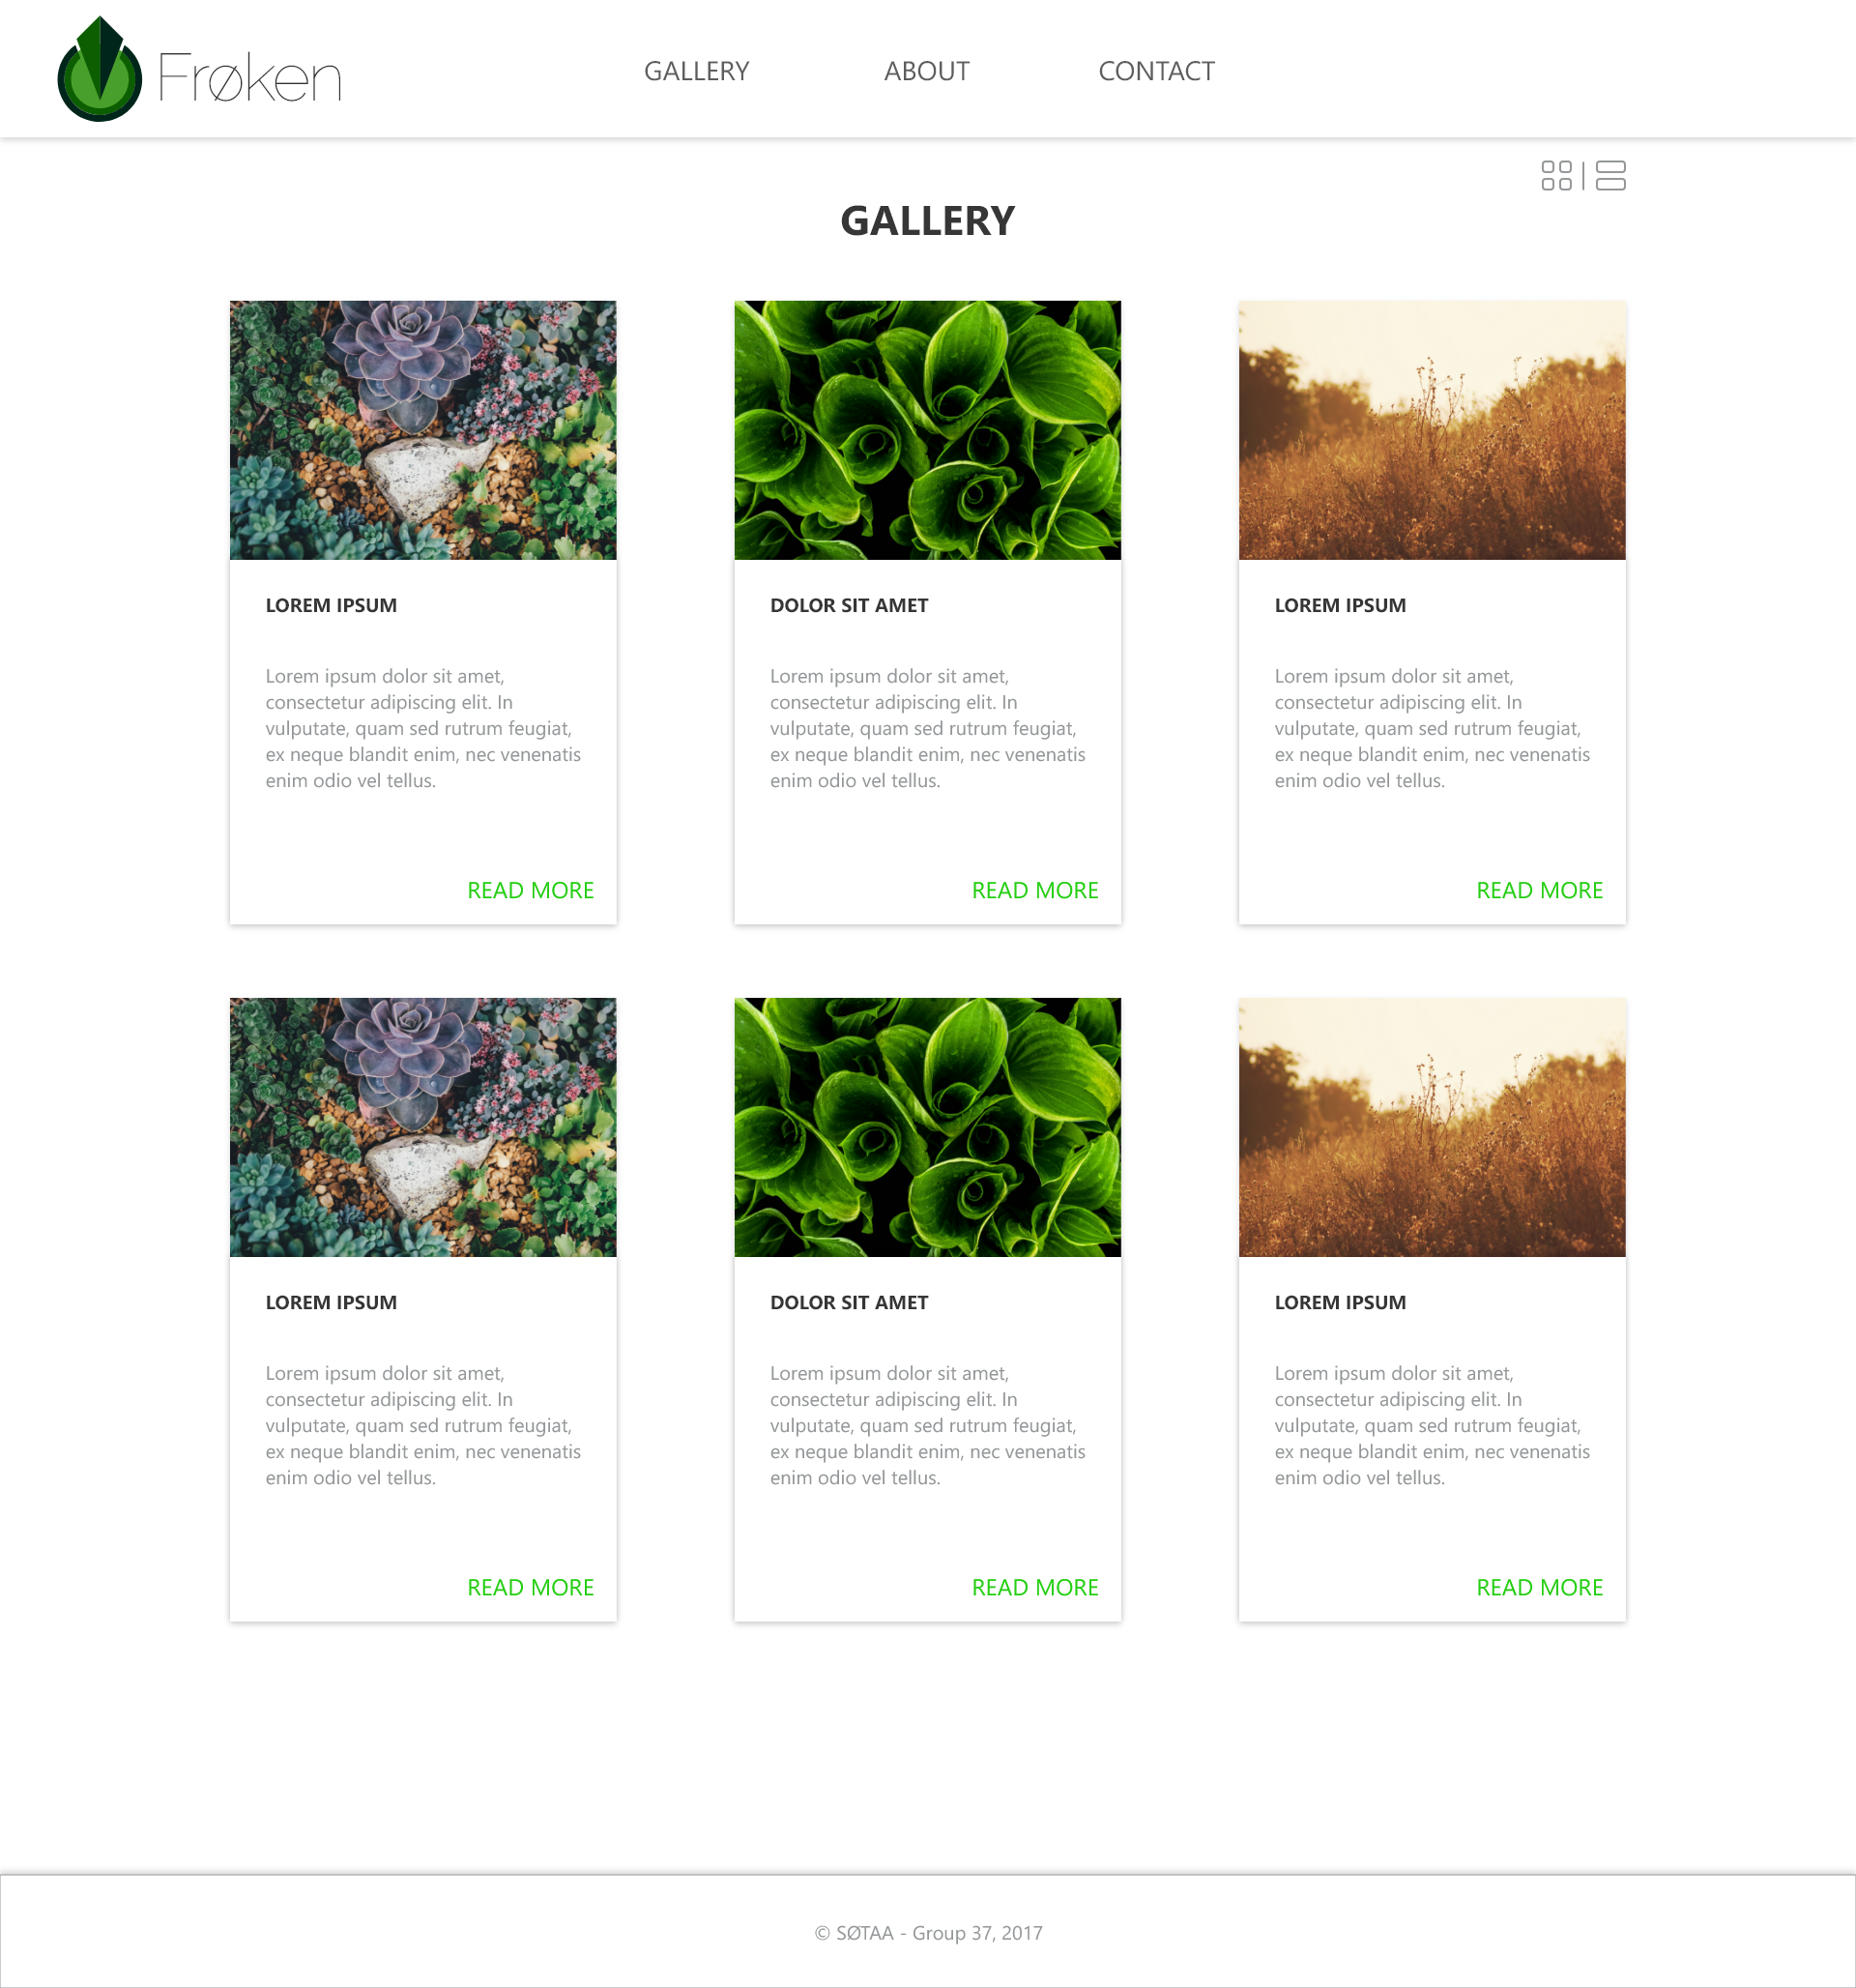 Frøken
GALLERY
ABOUT
CONTACT
GALLERY
LOREM IPSUM
Lorem ipsum dolor sit amet,
consectetur adipiscing elit. In
vulputate, quam sed rutrum feugiat,
ex neque blandit enim, nec venenatis
enim odio vel tellus.
READ MORE
DOLOR SIT AMET
Lorem ipsum dolor sit amet,
consectetur adipiscing elit. In
vulputate, quam sed rutrum feugiat,
ex neque blandit enim, nec venenatis
enim odio vel tellus.
READ MORE
LOREM IPSUM
Lorem ipsum dolor sit amet,
consectetur adipiscing elit. In
vulputate, quam sed rutrum feugiat,
ex neque blandit enim, nec venenatis
enim odio vel tellus.
READ MORE
LOREM IPSUM
Lorem ipsum dolor sit amet,
consectetur adipiscing elit. In
vulputate, quam sed rutrum feugiat,
ex neque blandit enim, nec venenatis
enim odio vel tellus.
READ MORE
DOLOR SIT AMET
Lorem ipsum dolor sit amet,
consectetur adipiscing elit. In
vulputate, quam sed rutrum feugiat,
ex neque blandit enim, nec venenatis
enim odio vel tellus.
READ MORE
LOREM IPSUM
Lorem ipsum dolor sit amet,
consectetur adipiscing elit. In
vulputate, quam sed rutrum feugiat,
ex neque blandit enim, nec venenatis
enim odio vel tellus.
READ MORE
© SØTAA - Group 37, 2017